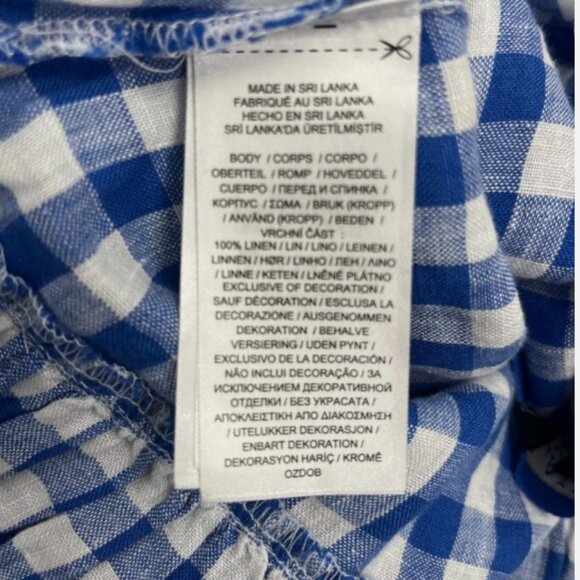 MADE IN SRI LANKA
FABRIQUÉ AU SRI LANKA
HECHO EN SRI LANKA
SRİ LANKA'DA ÜRETİLMİŞTİR
BODY / CORPS / CORPO /
OBERTEIL / ROMP / HOVEDDEL /
CUERPO / ПЕРЕД И СПИНКА /
КОРПУС / ΣΩΜΑ / BRUK (KROPP)
/ ANVÄND (KROPP) / BEDEN /
VRCHNÍ ČÁST :
100% LINEN / LIN / LINO / LEINEN /
LINNEN / HØR / LINHO / ЛЕН / ΛΙΝΟ
/ LINNE / KETEN / LNĚNÉ PLÁTNO
EXCLUSIVE OF DECORATION /
SAUF DÉCORATION / ESCLUSA LA
DECORAZIONE / AUSGENOMMEN
DEKORATION / BEHALVE
VERSIERING / UDEN PYNT /
EXCLUSIVO DE LA DECORACIÓN /
NÃO INCLUI DECORAÇÃO / ЗА
ИСКЛЮЧЕНИЕМ ДЕКОРАТИВНОЙ
ОТДЕЛКИ / БЕЗ УКРАСАТА /
ΑΠΟΚΛΕΙΣΤΙΚΗ ΑΠΟ ΔΙΑΚΟΣΜΗΣΗ
/ UTELUKKER DEKORASJON /
ENBART DEKORATION /
DEKORASYON HARİÇ / KROMĚ
OZDOB